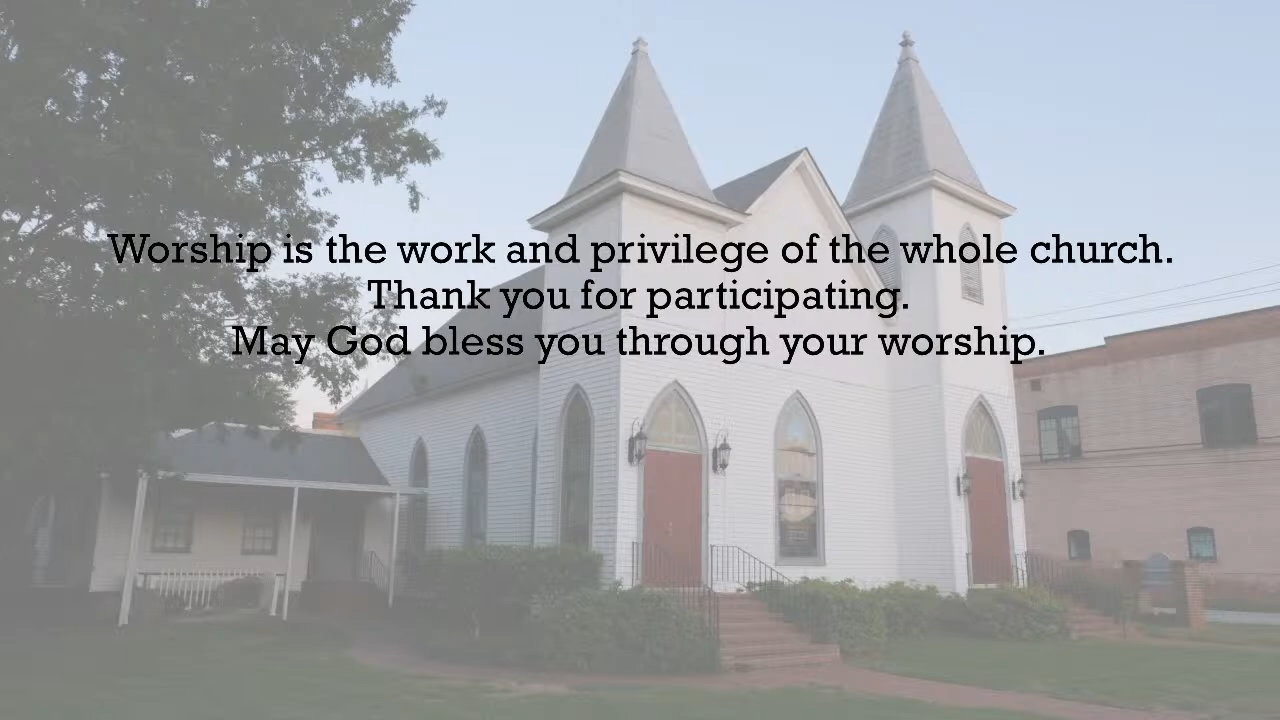 Worship is the work and privilege of the whole church.
Thank you for participating.
May God bless you through your worship.